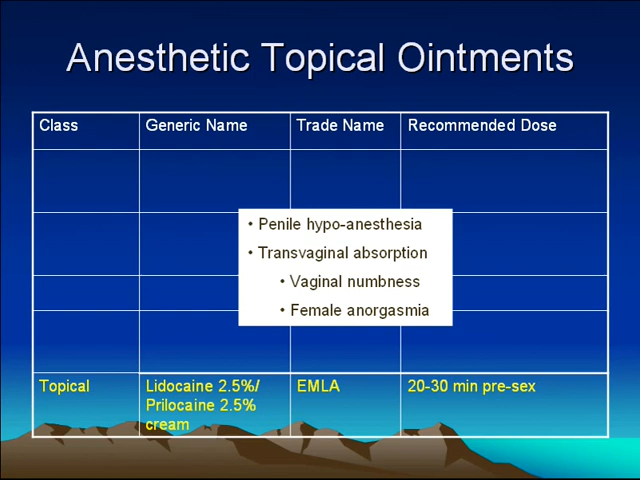 Anesthetic Topical Ointments
Class Generic Name Trade Name Recommended Dose
• Penile hypo-anesthesia
• Transvaginal absorption
• Vaginal numbness
• Female anorgasmia
Topical Lidocaine 2.5%/ EMLA 20-30 min pre-sex
Prilocaine 2.5%
cream